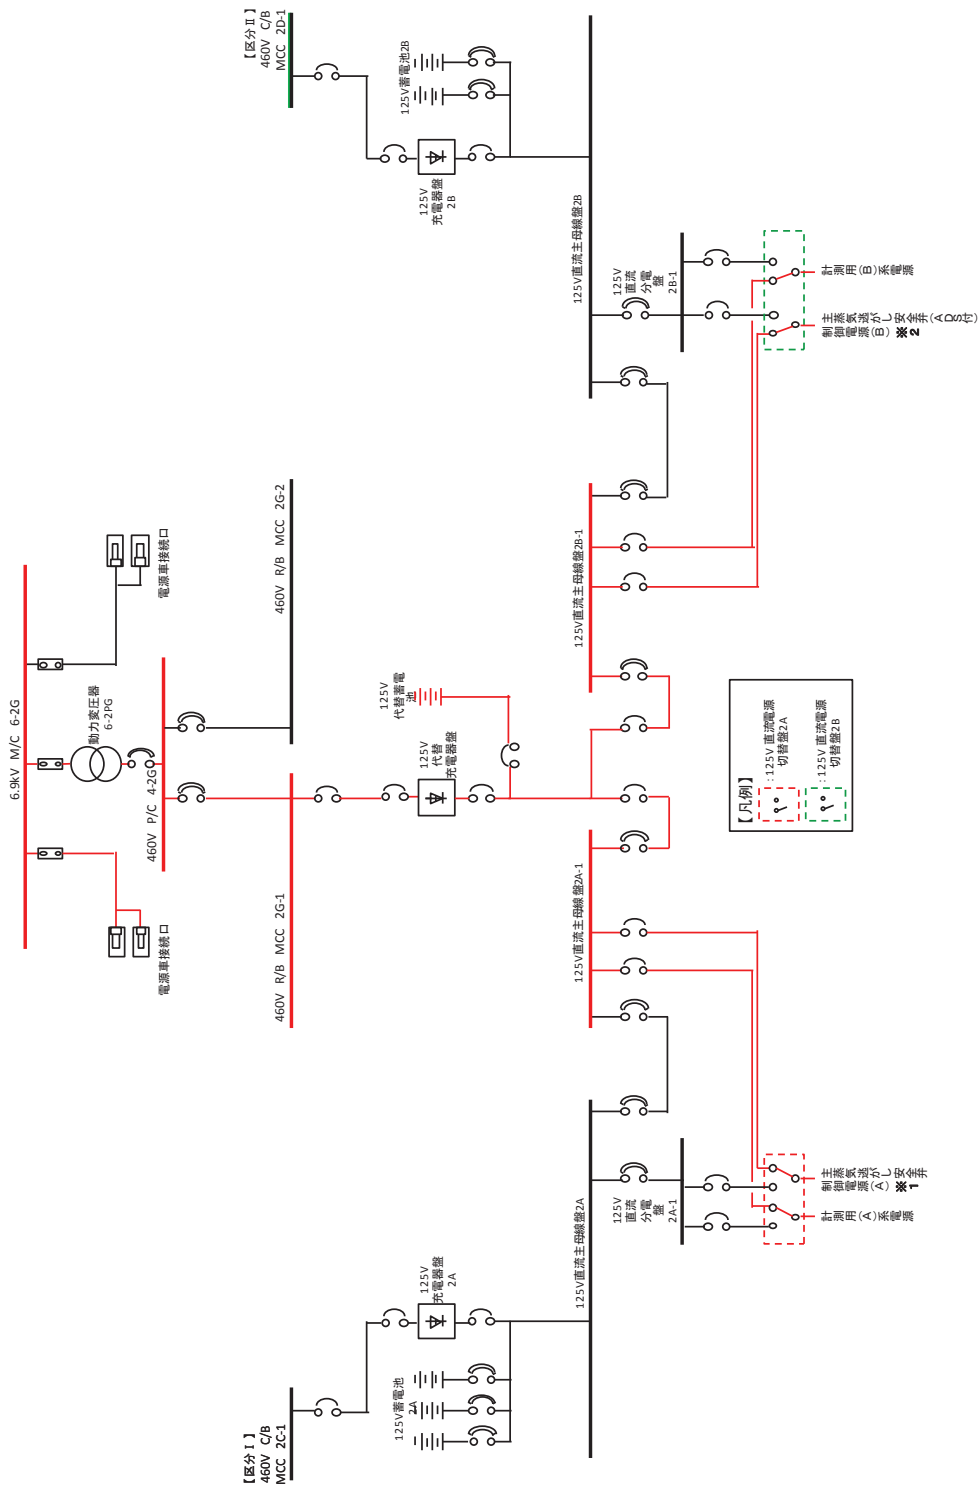 【区分Ⅰ】
460V C/B
MCC 2C-1
125V蓄電池
2A
125V
充電器盤
2A
125V直流主母線盤2A
125V
直流
分電
盤
2A-1
主蒸気逃がし安全弁
制御電源(A) ※1
計測用(A)系電源
電源車接続口
6.9kV M/C 6-2G
動力変圧器
6-2PG
460V P/C 4-2G
電源車接続口
460V R/B MCC 2G-1
460V R/B MCC 2G-2
125V
代替蓄電
池
125V
代替
充電器盤
125V直流主母線盤2A-1
125V直流主母線盤2B-1
【凡例】
:125V 直流電源
切替盤2A
:125V 直流電源
切替盤2B
【区分Ⅱ】
460V C/B
MCC 2D-1
125V蓄電池2B
125V
充電器盤
2B
125V直流主母線盤2B
125V
直流
分電
盤
2B-1
計測用(B)系電源
主蒸気逃がし安全弁(ADS付)
制御電源(B) ※2